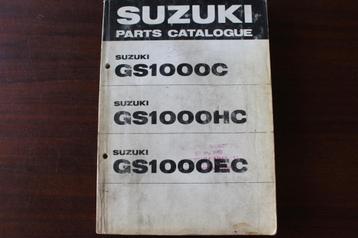 SUZUKI
PARTS CATALOGUE
SUZUKI
GS1000C
SUZUKI
GS1000HC
SUZUKI
GS1000EC